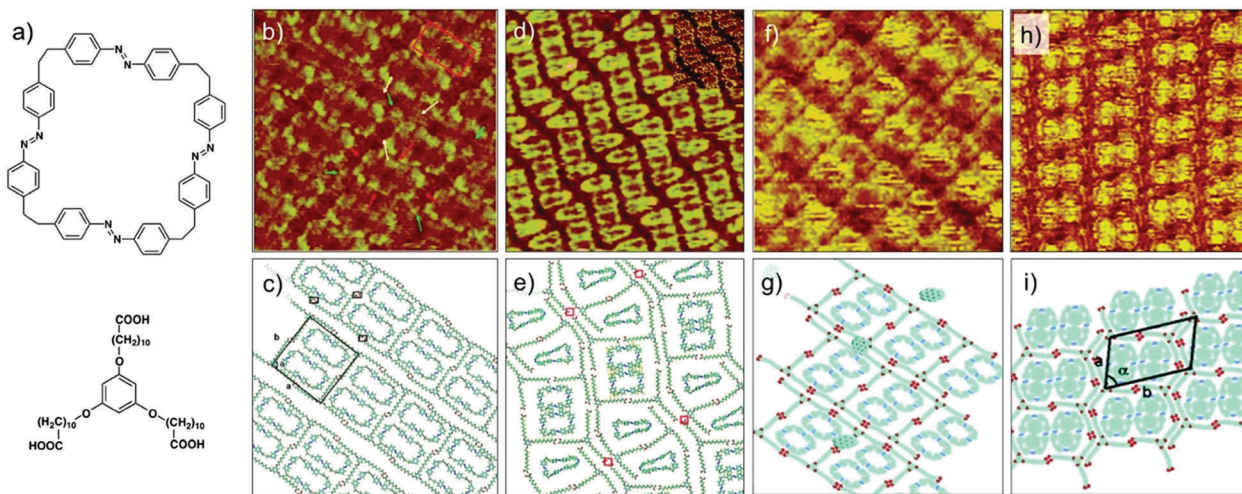 a)
N
N
N
N
N
N
N
N
COOH
(CH₂)₁₀
O
O
O
(H₂C)₁₀
(CH₂)₁₀
HOOC
COOH
b)
c)
b
a
d)
e)
f)
g)
h)
i)
a
α
b